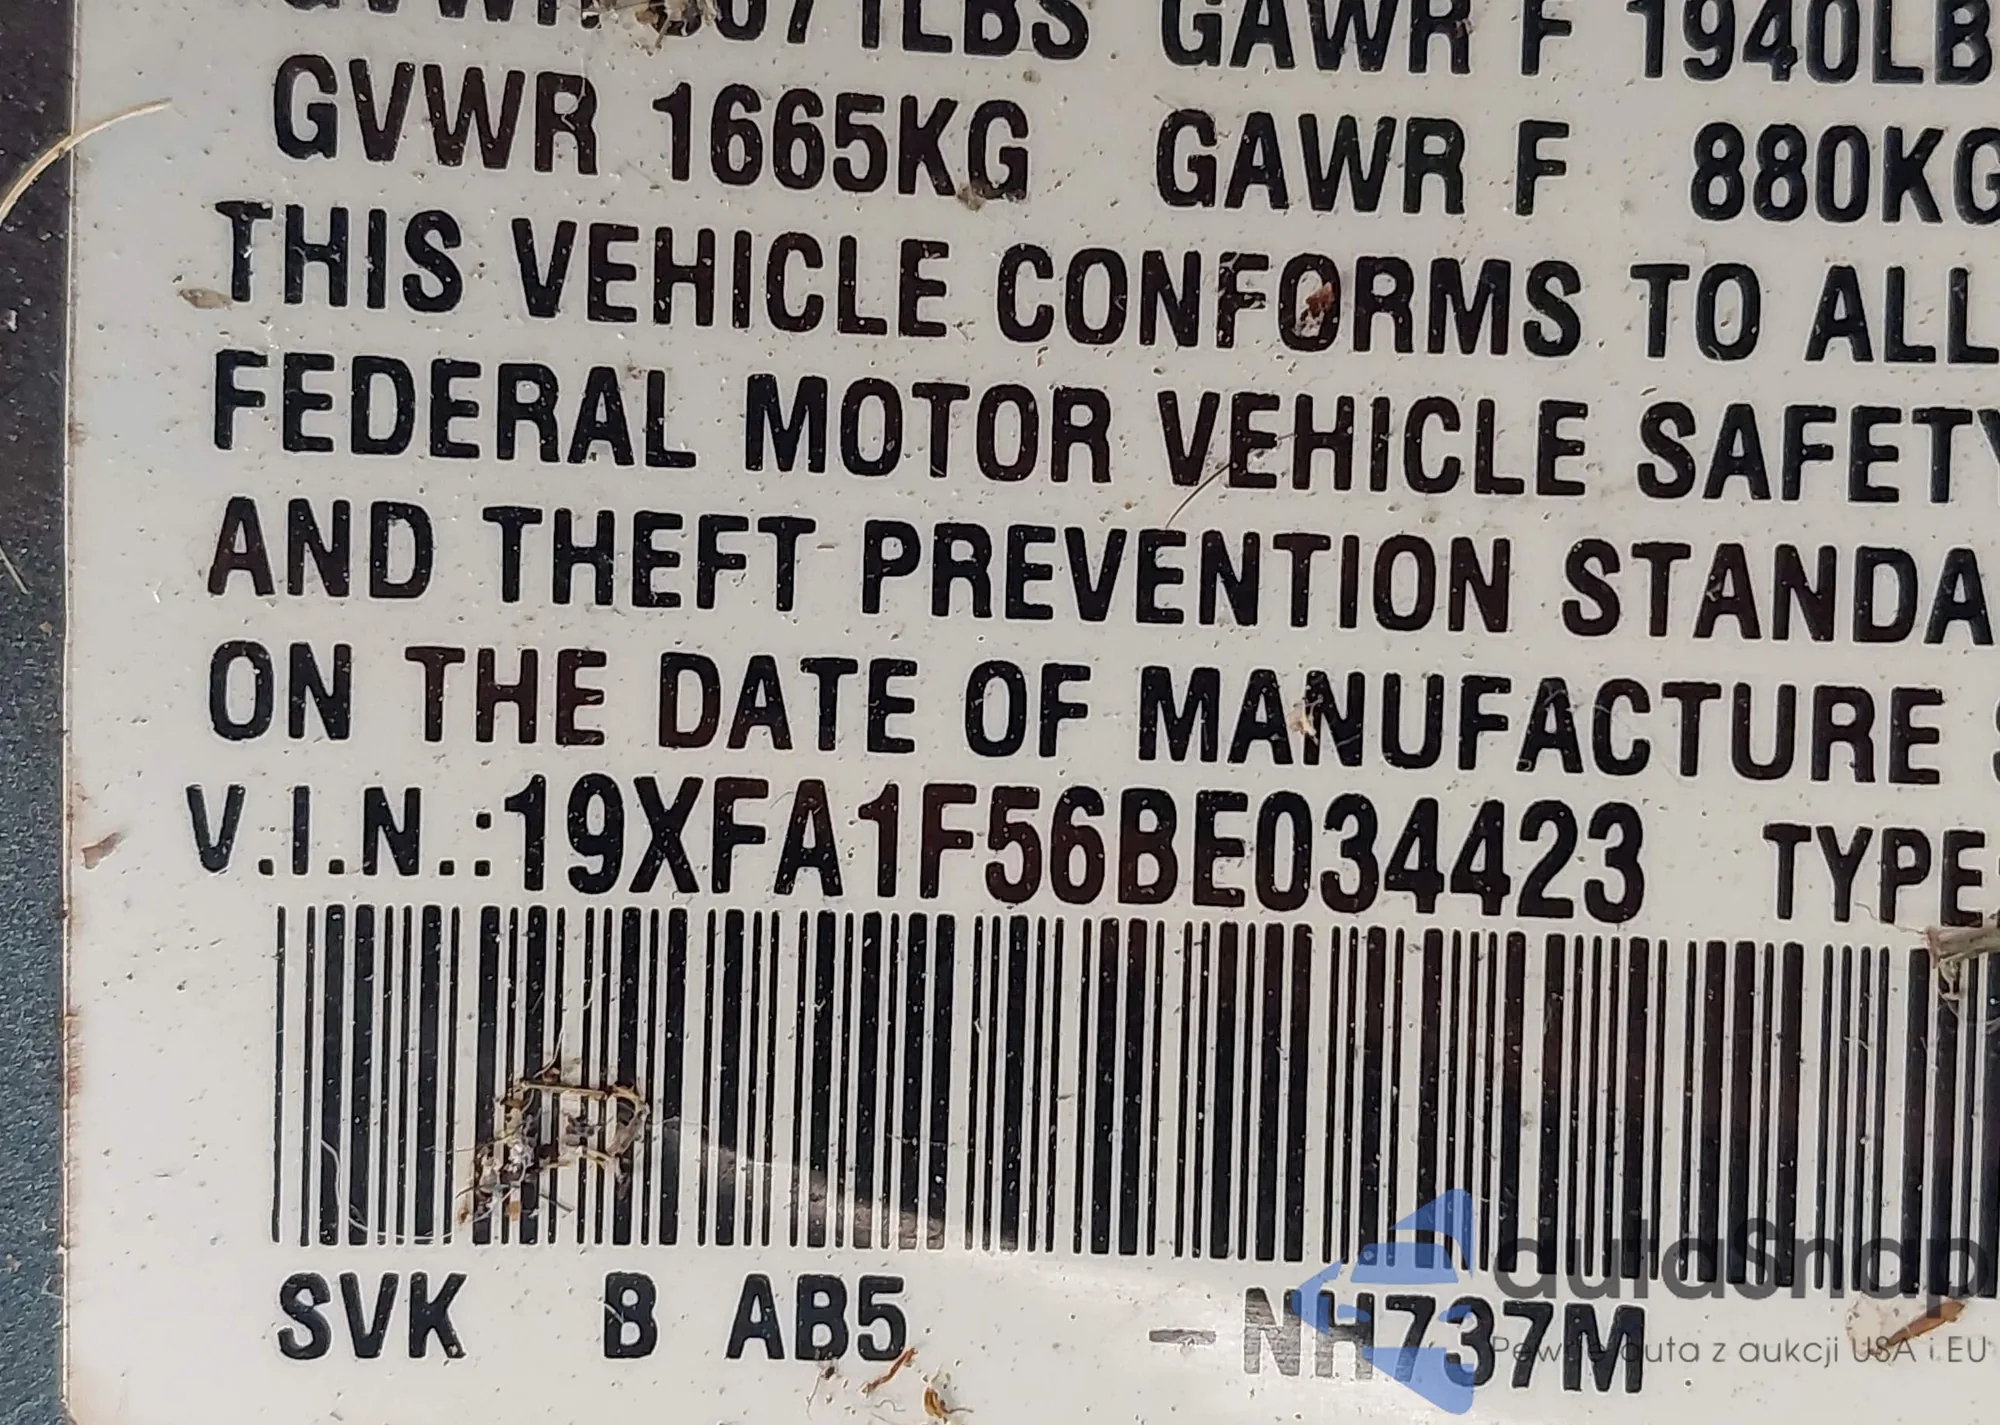 GAWR F 1940LB
GVWR 1665KG GAWR F 880KG
THIS VEHICLE CONFORMS TO ALL
FEDERAL MOTOR VEHICLE SAFETY
AND THEFT PREVENTION STANDA
ON THE DATE OF MANUFACTURE
V.I.N.:19XFA1F56BE034423 TYPE:
SVK B AB5 -NH737M
autaSnap
Pewne auta z aukcji USA i EU